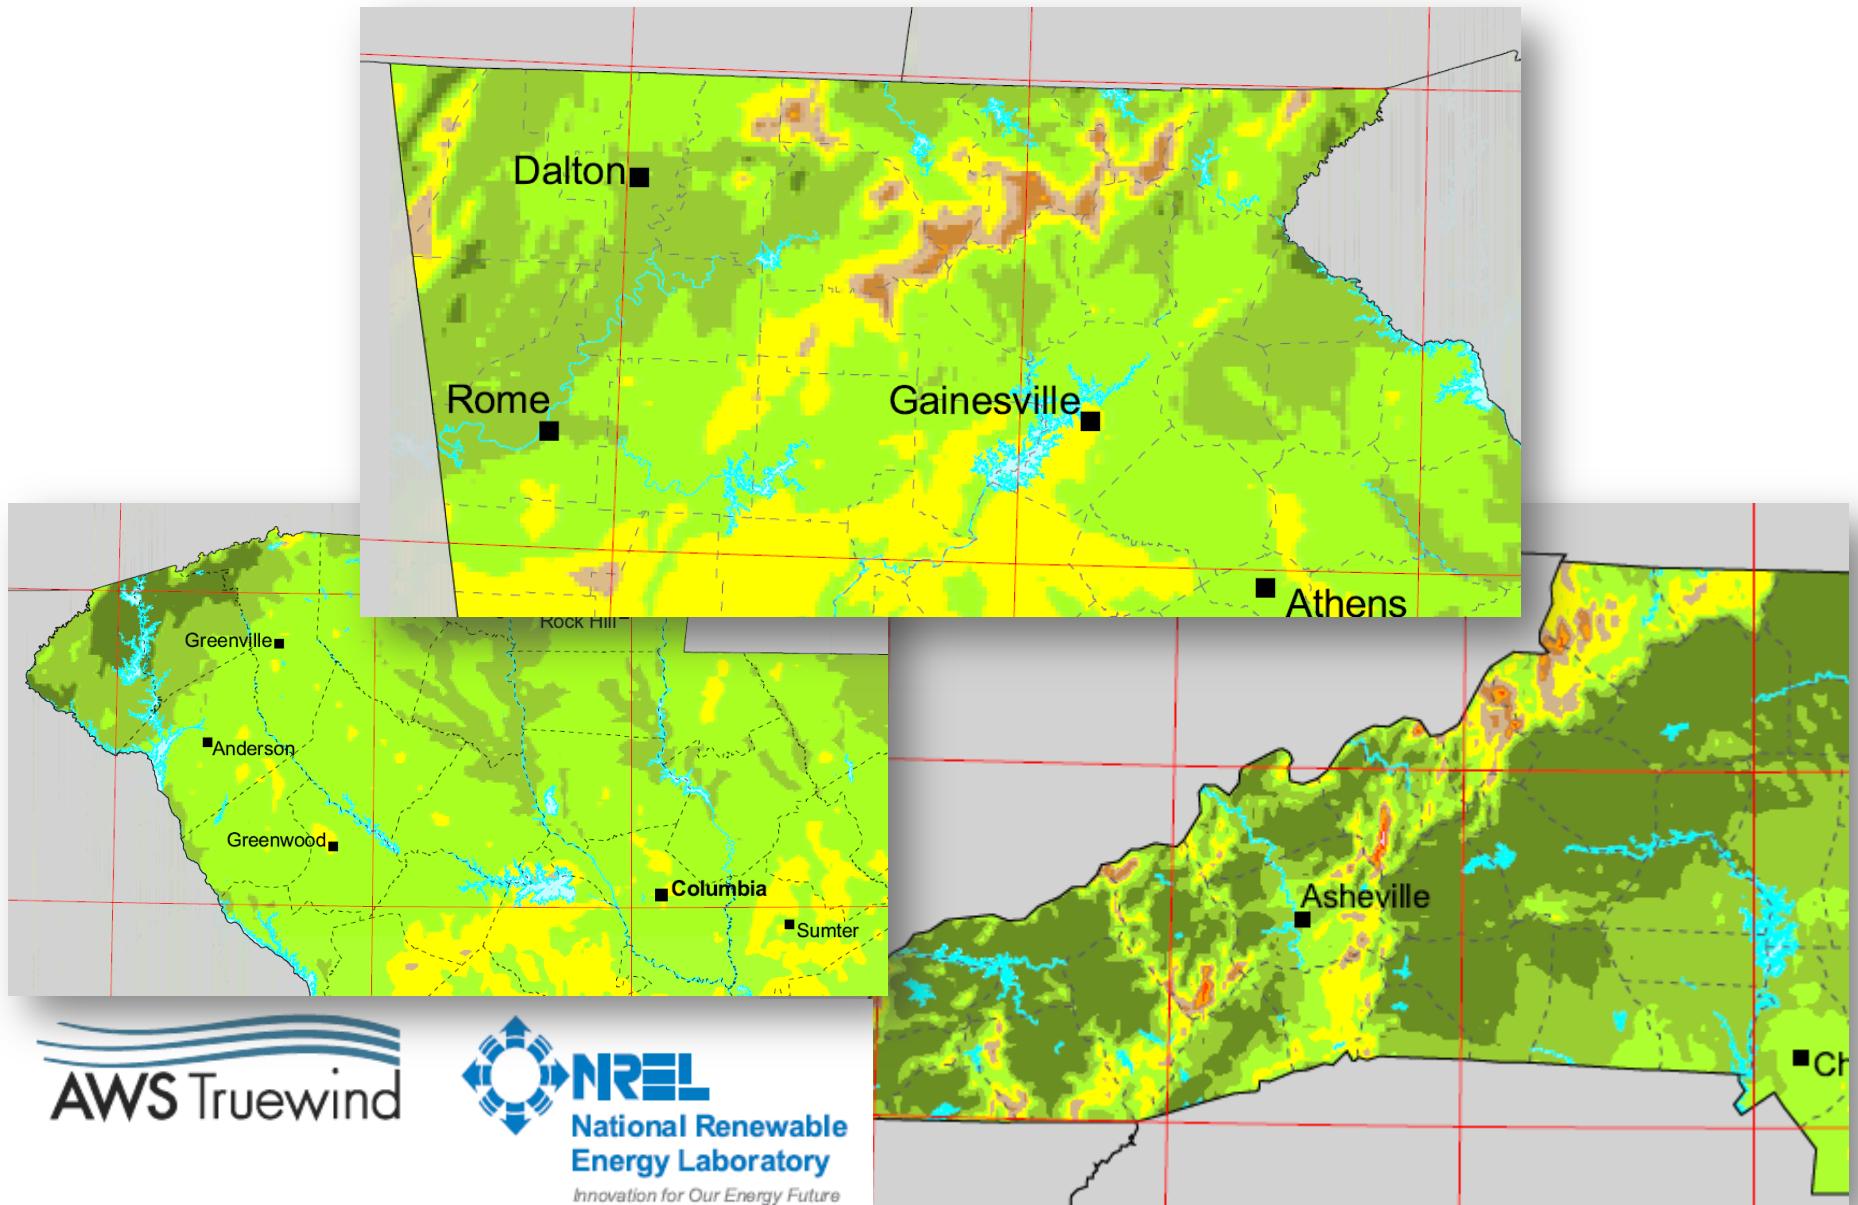 Dalton
Rome
Gainesville
Athens
Rock Hill
Greenville
Anderson
Greenwood
Columbia
Sumter
Asheville
Ch
AWS Truewind
NREL
National Renewable
Energy Laboratory
Innovation for Our Energy Future